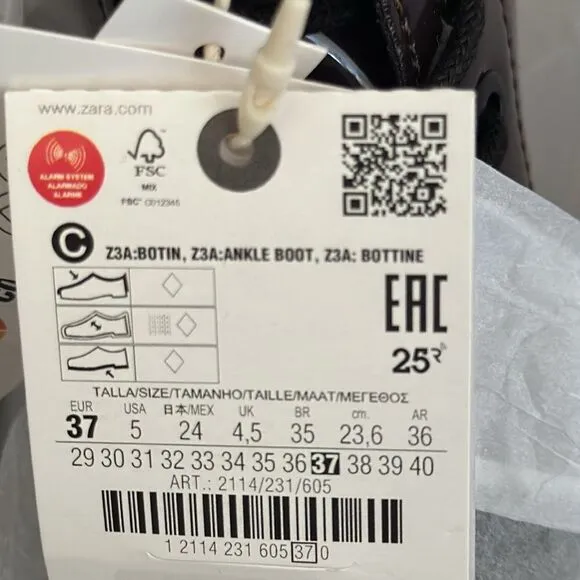 www.zara.com
ALARM SYSTEM
ALARMADO
ALARME
FSC
MIX
FSC® C012345
C Z3A:BOTIN, Z3A:ANKLE BOOT, Z3A: BOTTINE
EAC
25
TALLA/SIZE/TAMANHO/TAILLE/MAAT/ΜΕΓΕΘΟΣ
EUR USA 日本/MEX UK BR cm. AR
37 5 24 4,5 35 23,6 36
29 30 31 32 33 34 35 36 37 38 39 40
ART.: 2114/231/605
1 2114 231 605 37 0